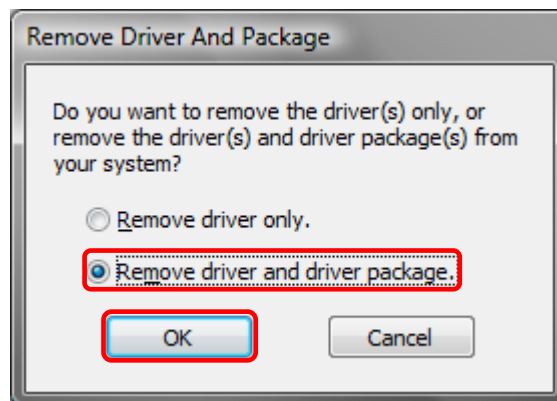 Remove Driver And Package
Do you want to remove the driver(s) only, or
remove the driver(s) and driver package(s) from
your system?
Remove driver only.
Remove driver and driver package.
OK
Cancel